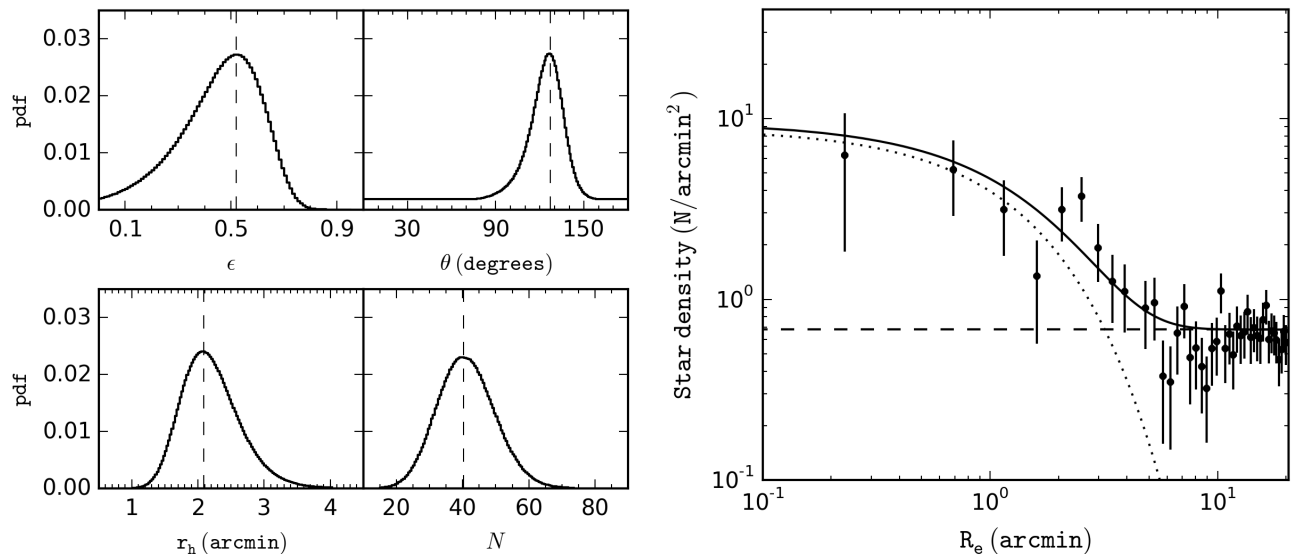 pdf
0.03
0.02
0.01
0.00
0.1 0.5 0.9
ϵ
30 90 150
θ (degrees)
pdf
0.03
0.02
0.01
0.00
1 2 3 4
r_h (arcmin)
20 40 60 80
N
Star density (N/arcmin²)
10¹
10⁰
10⁻¹
10⁻¹ 10⁰ 10¹
R_e (arcmin)